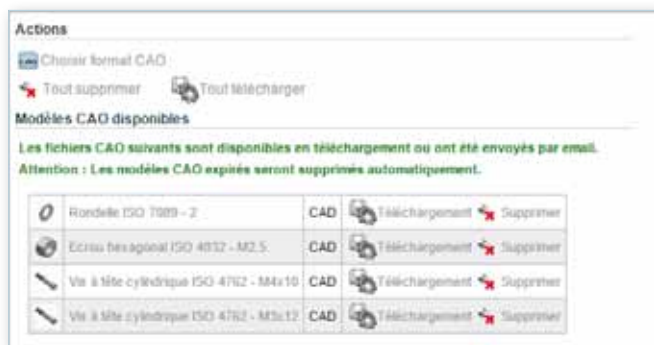 Actions
Choisir format CAO
Tout supprimer Tout télécharger
Modèles CAO disponibles
Les fichiers CAO suivants sont disponibles en téléchargement ou ont été envoyés par email.
Attention : Les modèles CAO expirés seront supprimés automatiquement.
Rondelle ISO 7089 - 2 CAD Téléchargement Supprimer
Ecrou hexagonal ISO 4032 - M2.5 CAD Téléchargement Supprimer
Vis à tête cylindrique ISO 4762 - M4x10 CAD Téléchargement Supprimer
Vis à tête cylindrique ISO 4762 - M3x12 CAD Téléchargement Supprimer